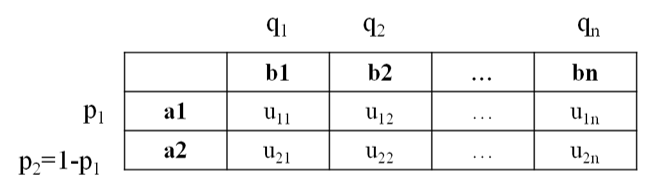 q₁ q₂ qₙ
b1 b2 ... bn
p₁ a1 u₁₁ u₁₂ ... u₁ₙ
p₂=1-p₁ a2 u₂₁ u₂₂ ... u₂ₙ